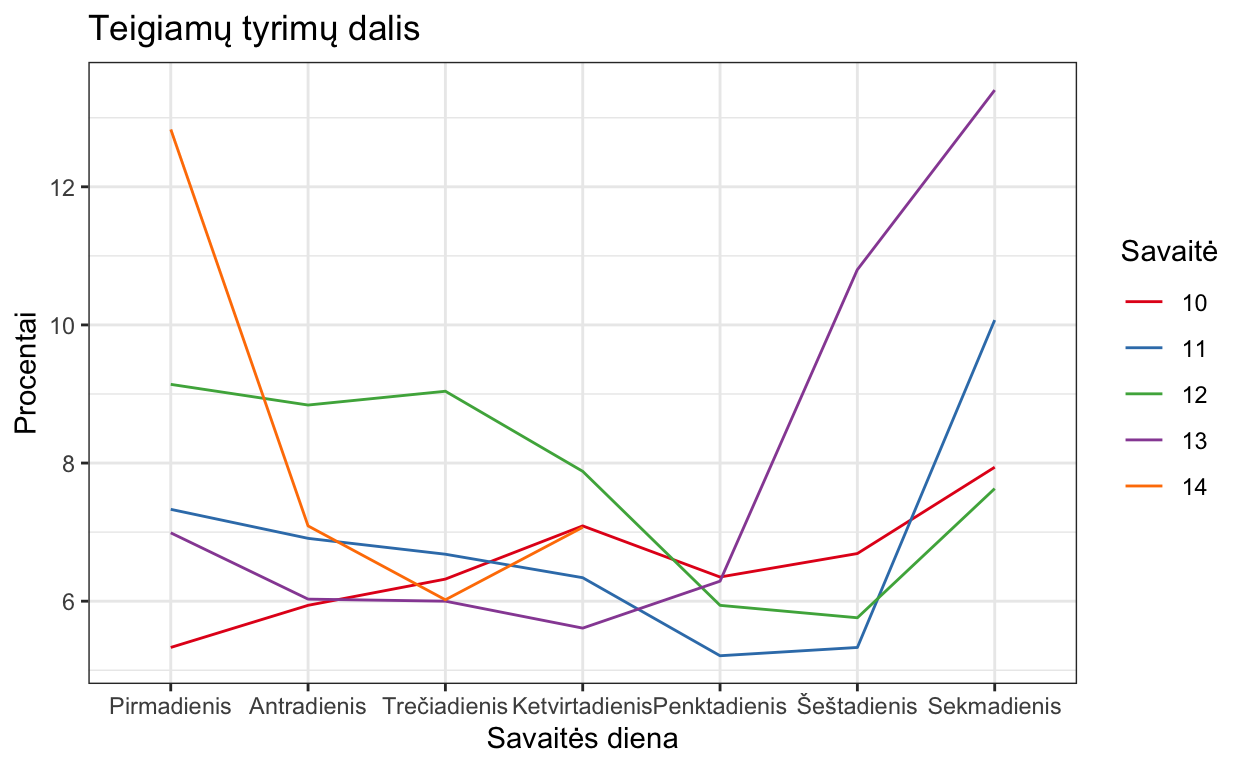 Teigiamų tyrimų dalis
Procentai
12
10
8
6
Pirmadienis Antradienis Trečiadienis Ketvirtadienis Penktadienis Šeštadienis Sekmadienis
Savaitės diena
Savaitė
10
11
12
13
14